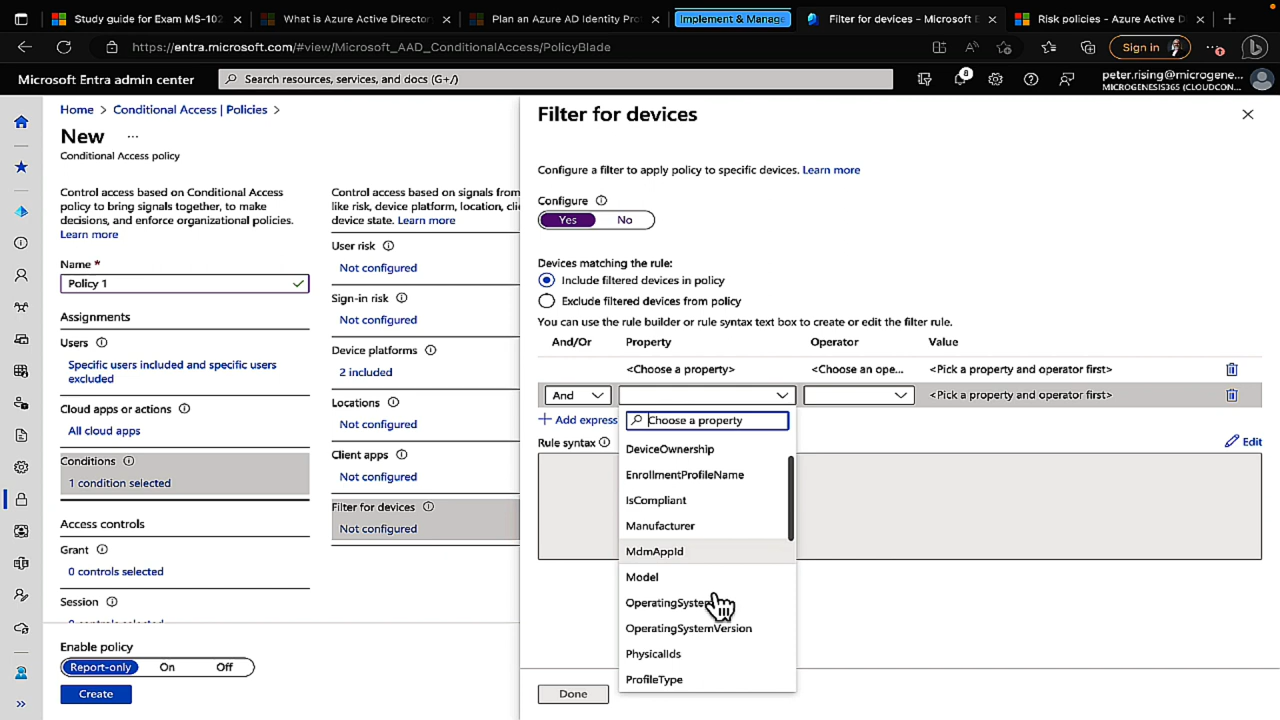 Study guide for Exam MS-102
What is Azure Active Director
Plan an Azure AD Identity Pro
Implement & Manage
Filter for devices - Microsoft E
Risk policies - Azure Active D
https://entra.microsoft.com/#view/Microsoft_AAD_ConditionalAccess/PolicyBlade
Sign in
Microsoft Entra admin center
Search resources, services, and docs (G+/)
8
peter.rising@microgene...
MICROGENESIS365 (CLOUDCON...
Home > Conditional Access | Policies >
New ...
Conditional Access policy
Control access based on Conditional Access
policy to bring signals together, to make
decisions, and enforce organizational policies.
Learn more
Name *
Policy 1
Assignments
Users
Specific users included and specific users
excluded
Cloud apps or actions
All cloud apps
Conditions
1 condition selected
Access controls
Grant
0 controls selected
Session
0 controls selected
Enable policy
Report-only On Off
Create
Control access based on signals from
like risk, device platform, location, clie
device state. Learn more
User risk
Not configured
Sign-in risk
Not configured
Device platforms
2 included
Locations
Not configured
Client apps
Not configured
Filter for devices
Not configured
Filter for devices
Configure a filter to apply policy to specific devices. Learn more
Configure
Yes No
Devices matching the rule:
Include filtered devices in policy
Exclude filtered devices from policy
You can use the rule builder or rule syntax text box to create or edit the filter rule.
And/Or Property Operator Value
<Choose a property> <Choose an ope... <Pick a property and operator first>
And <Pick a property and operator first>
Add express
Choose a property
Rule syntax
Edit
DeviceOwnership
EnrollmentProfileName
IsCompliant
Manufacturer
MdmAppId
Model
OperatingSystem
OperatingSystemVersion
PhysicalIds
ProfileType
Done